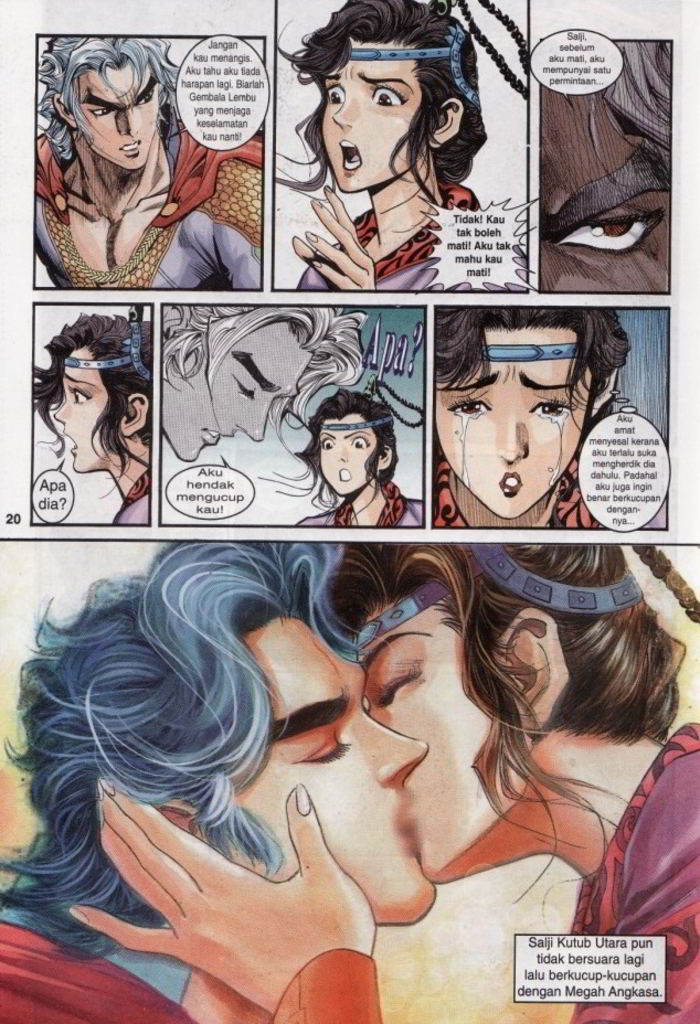 Jangan
kau menangis.
Aku tahu aku tiada
harapan lagi. Biarlah
Gembala Lembu
yang menjaga
keselamatan
kau nanti!
Tidak! Kau
tak boleh
mati! Aku tak
mahu kau
mati!
Salji,
sebelum
aku mati, aku
mempunyai satu
permintaan...
Apa
dia?
Apa?
Aku
hendak
mengucup
kau!
Aku
amat
menyesal kerana
aku terlalu suka
mengherdik dia
dahulu. Padahal
aku juga ingin
benar berkucupan
dengan-
nya...
20
Salji Kutub Utara pun
tidak bersuara lagi
lalu berkucup-kucupan
dengan Megah Angkasa.